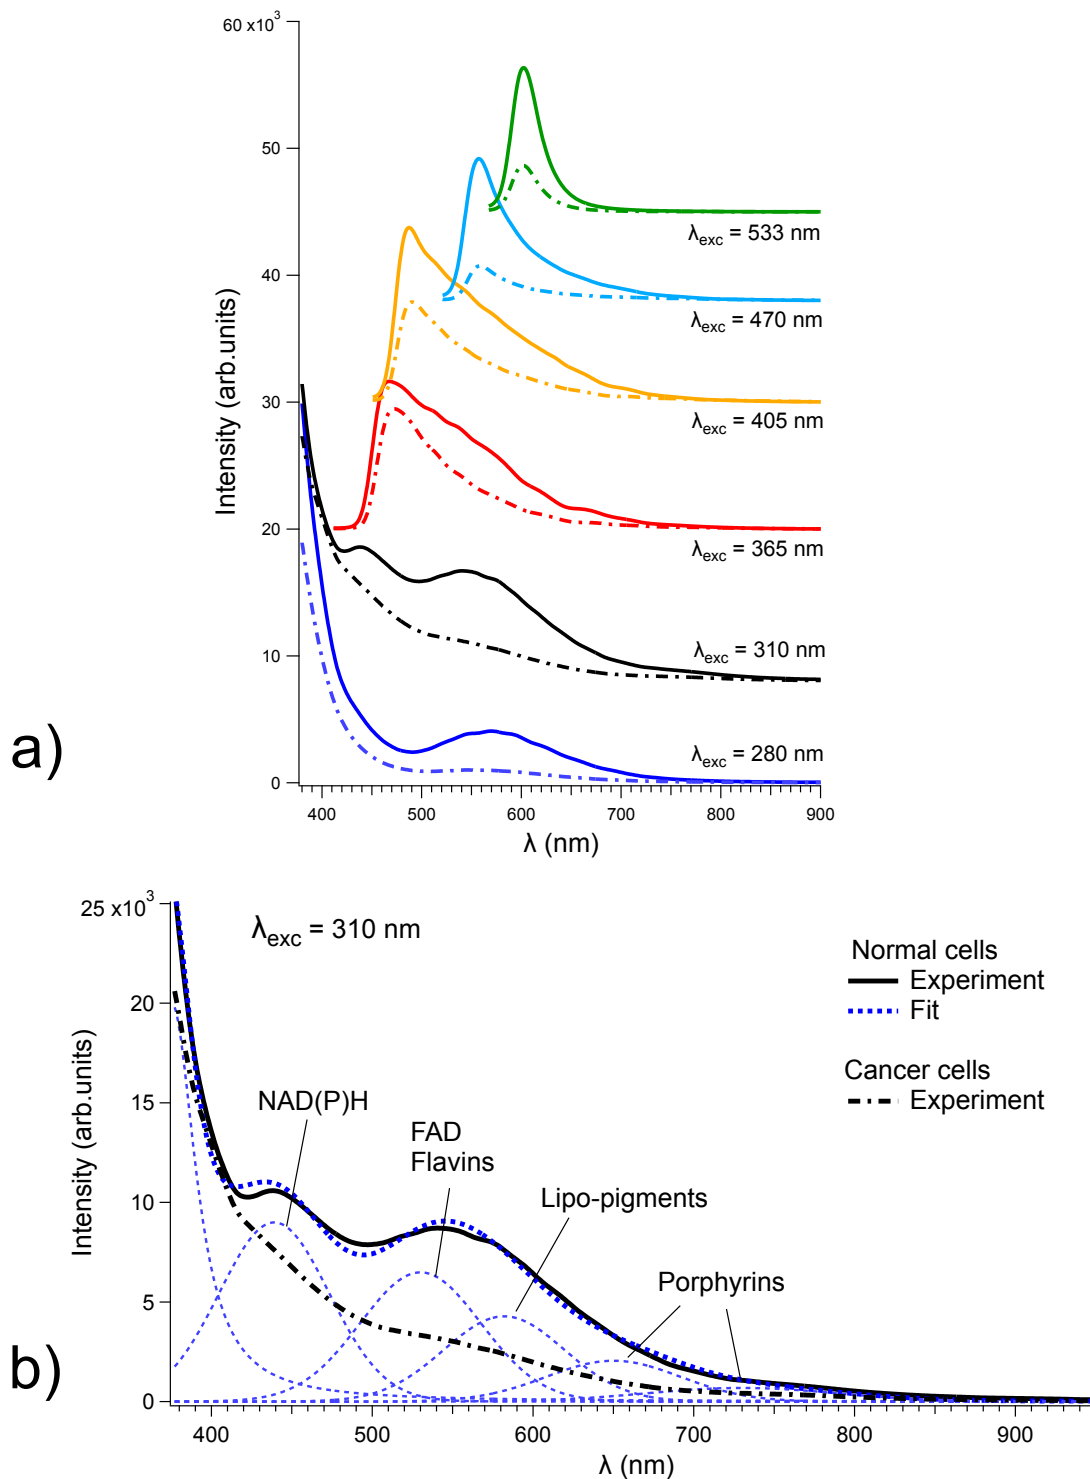 60 x10³
50
40
30
20
10
0
Intensity (arb.units)
λexc = 533 nm
λexc = 470 nm
λexc = 405 nm
λexc = 365 nm
λexc = 310 nm
λexc = 280 nm
400 500 600 700 800 900
λ (nm)
a)
25 x10³
20
15
10
5
0
Intensity (arb.units)
λexc = 310 nm
Normal cells
Experiment
Fit
Cancer cells
Experiment
NAD(P)H
FAD
Flavins
Lipo-pigments
Porphyrins
400 500 600 700 800 900
λ (nm)
b)